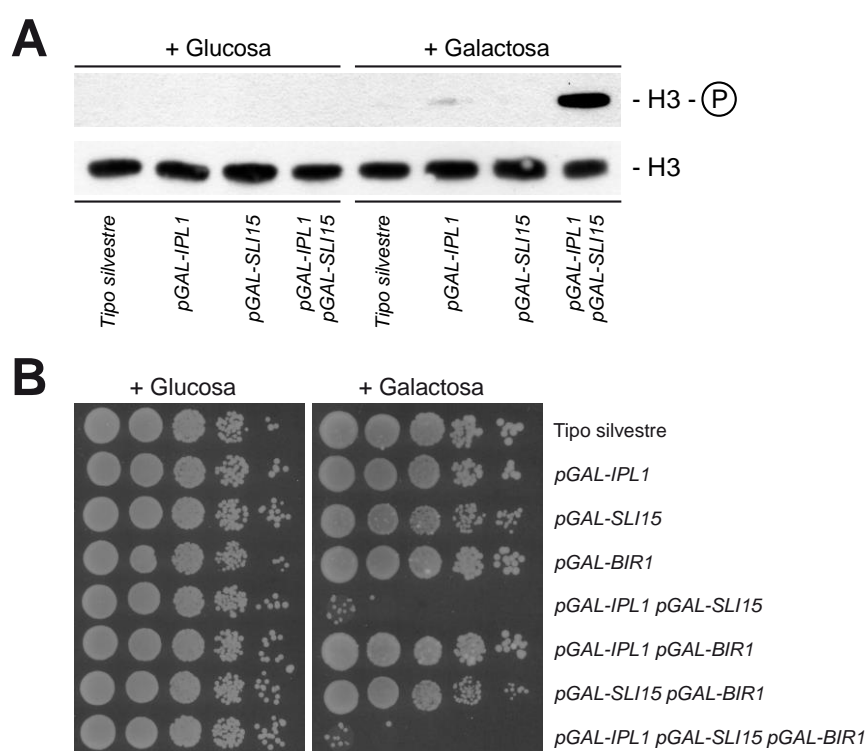 A
+ Glucosa
+ Galactosa
- H3 - P
- H3
Tipo silvestre
pGAL-IPL1
pGAL-SLI15
pGAL-IPL1
pGAL-SLI15
Tipo silvestre
pGAL-IPL1
pGAL-SLI15
pGAL-IPL1
pGAL-SLI15
B
+ Glucosa
+ Galactosa
Tipo silvestre
pGAL-IPL1
pGAL-SLI15
pGAL-BIR1
pGAL-IPL1 pGAL-SLI15
pGAL-IPL1 pGAL-BIR1
pGAL-SLI15 pGAL-BIR1
pGAL-IPL1 pGAL-SLI15 pGAL-BIR1